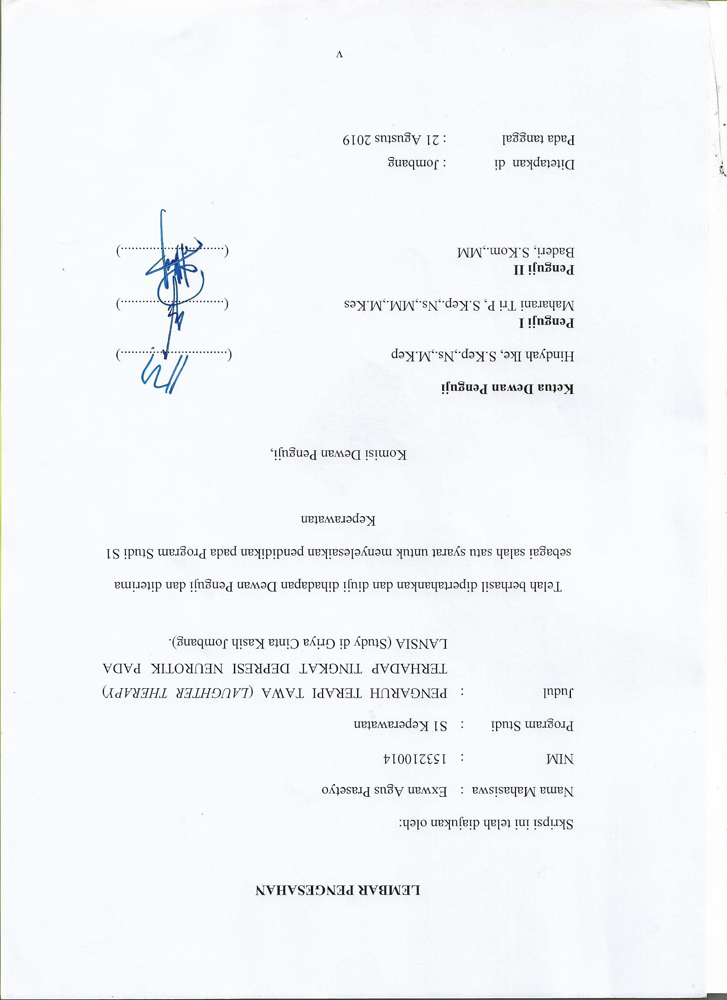 LEMBAR PENGESAHAN
Skripsi ini telah diajukan oleh:
Nama Mahasiswa : Exwan Agus Prasetyo
NIM : 153210014
Program Studi : S1 Keperawatan
Judul : PENGARUH TERAPI TAWA (LAUGHTER THERAPY)
TERHADAP TINGKAT DEPRESI NEUROTIK PADA
LANSIA (Study di Griya Cinta Kasih Jombang).
Telah berhasil dipertahankan dan diuji dihadapan Dewan Penguji dan diterima
sebagai salah satu syarat untuk menyelesaikan pendidikan pada Program Studi S1
Keperawatan
Komisi Dewan Penguji,
Ketua Dewan Penguji
Hindyah Ike, S.Kep.,Ns.,M.Kep (..............................)
Penguji I
Maharani Tri P, S.Kep.,Ns.,MM.,M.Kes (.............................)
Penguji II
Baderi, S.Kom.,MM (.............................)
Ditetapkan di : Jombang
Pada tanggal : 21 Agustus 2019
v